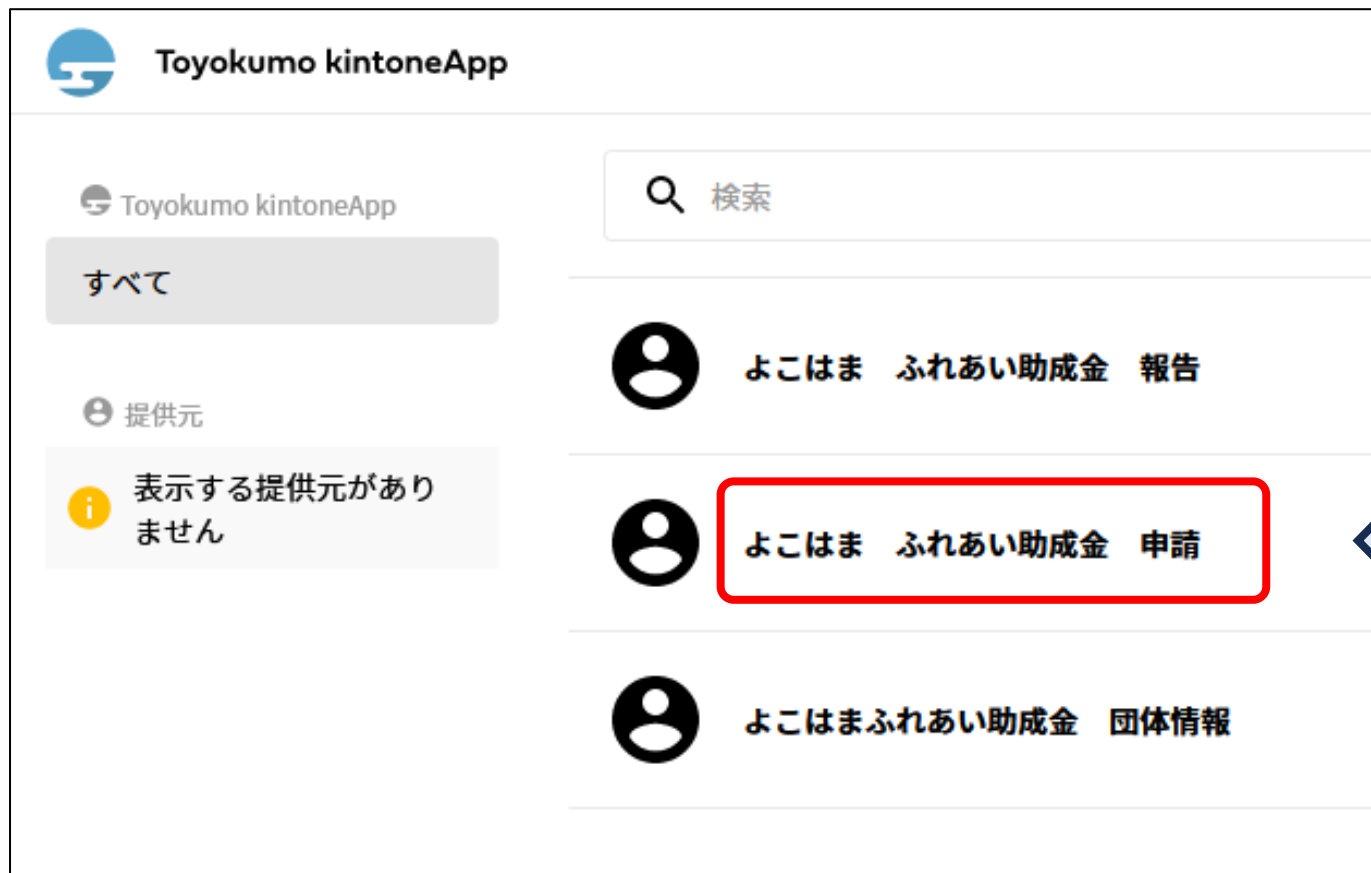 Toyokumo kintoneApp
Toyokumo kintoneApp
すべて
提供元
表示する提供元があり
ません
検索
よこはま　ふれあい助成金　報告
よこはま　ふれあい助成金　申請
よこはまふれあい助成金　団体情報